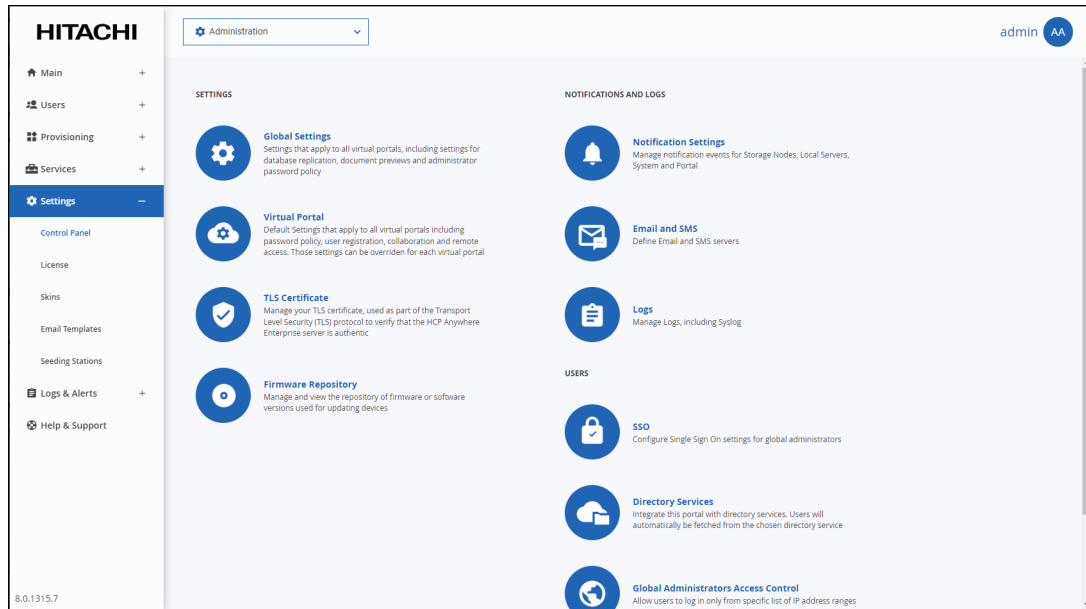 HITACHI
Administration
admin
AA
Main
Users
Provisioning
Services
Settings
Control Panel
License
Skins
Email Templates
Seeding Stations
Logs & Alerts
Help & Support
8.0.1315.7
SETTINGS
Global Settings
Settings that apply to all virtual portals, including settings for
database replication, document previews and administrator
password policy
Virtual Portal
Default Settings that apply to all virtual portals including
password policy, user registration, collaboration and remote
access. Those settings can be overriden for each virtual portal
TLS Certificate
Manage your TLS certificate, used as part of the Transport
Level Security (TLS) protocol to verify that the HCP Anywhere
Enterprise server is authentic
Firmware Repository
Manage and view the repository of firmware or software
versions used for updating devices
NOTIFICATIONS AND LOGS
Notification Settings
Manage notification events for Storage Nodes, Local Servers,
System and Portal
Email and SMS
Define Email and SMS servers
Logs
Manage Logs, including Syslog
USERS
SSO
Configure Single Sign On settings for global administrators
Directory Services
Integrate this portal with directory services. Users will
automatically be fetched from the chosen directory service
Global Administrators Access Control
Allow users to log in only from specific list of IP address ranges